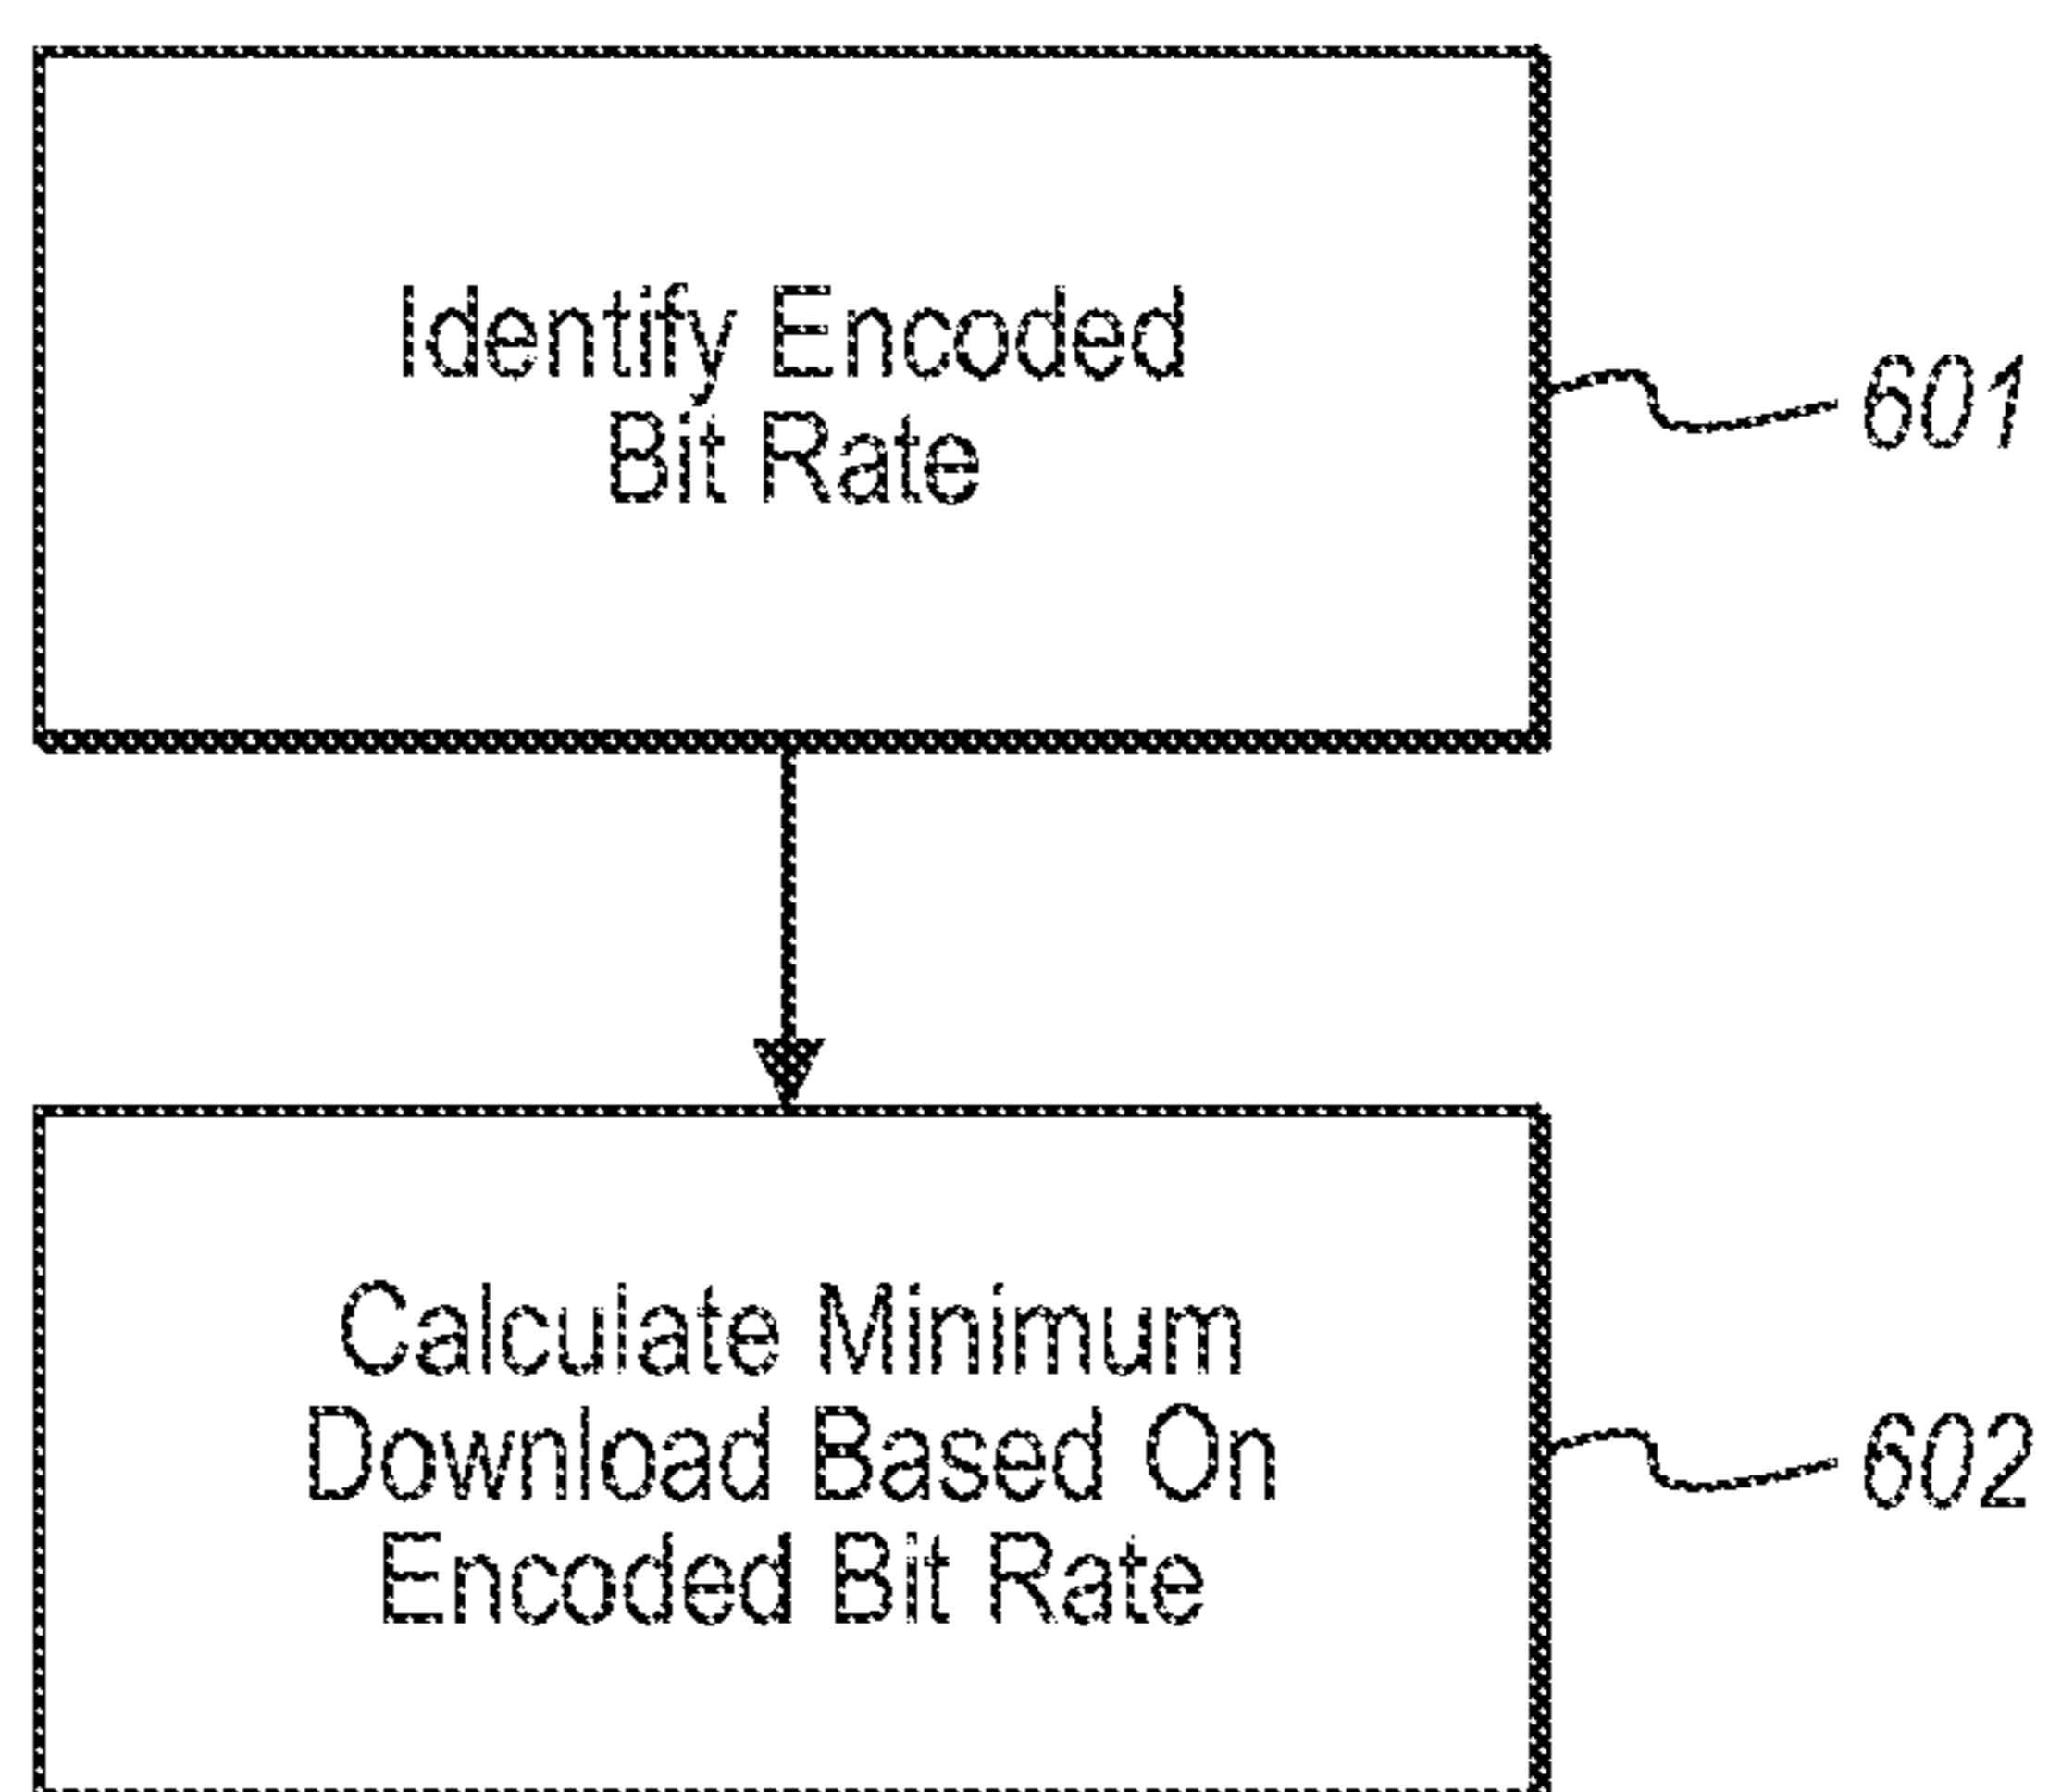 Identify Encoded
Bit Rate
601
Calculate Minimum
Download Based On
Encoded Bit Rate
602